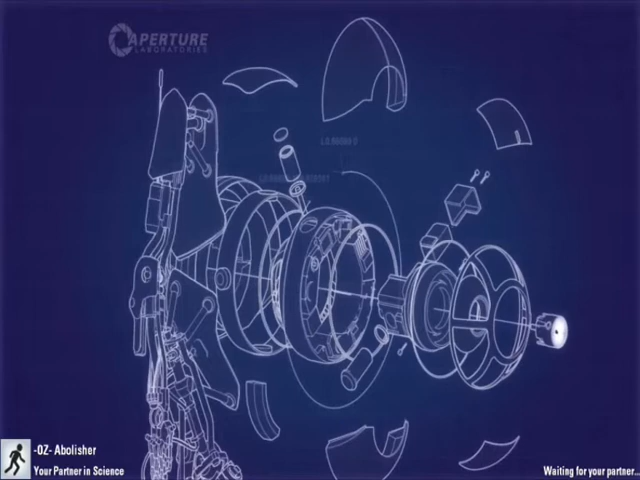 APERTURE
LABORATORIES
-OZ- Abolisher
Your Partner in Science
Waiting for your partner...